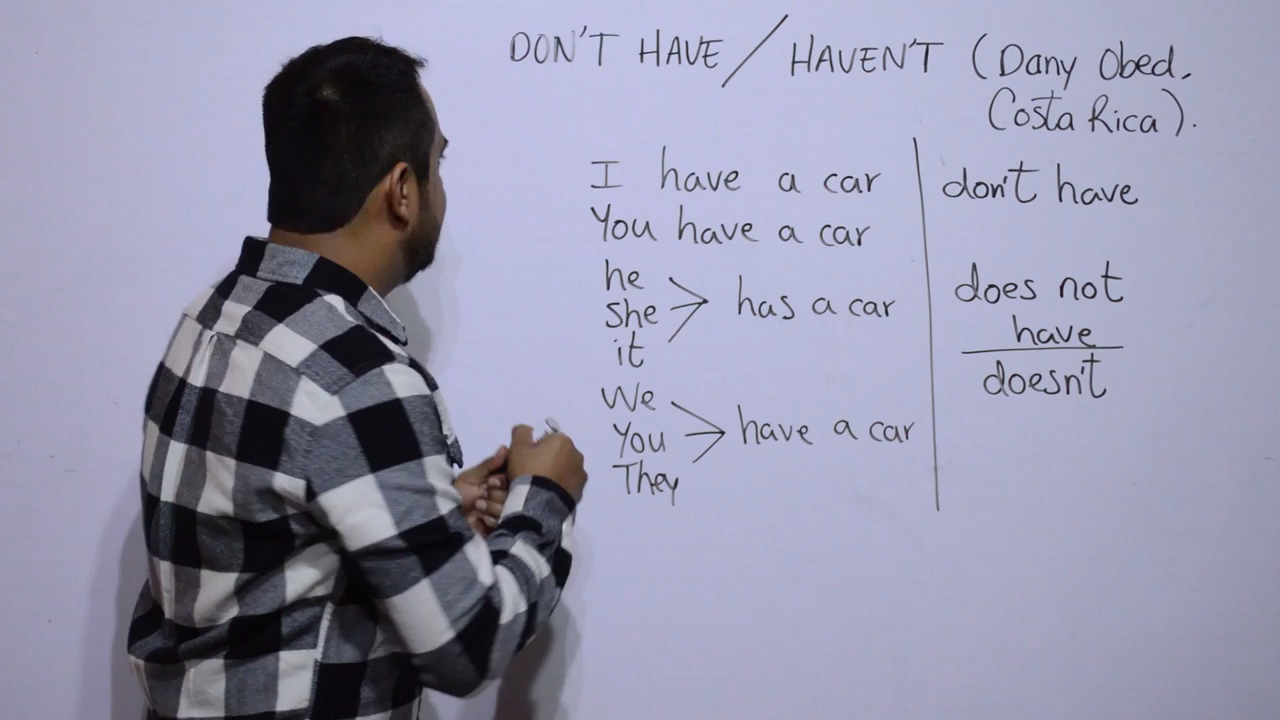 DON'T HAVE / HAVEN'T (Dany Obed,
Costa Rica).
I have a car
You have a car
he
she
it
has a car
We
You
They
have a car
don't have
does not
have
doesn't